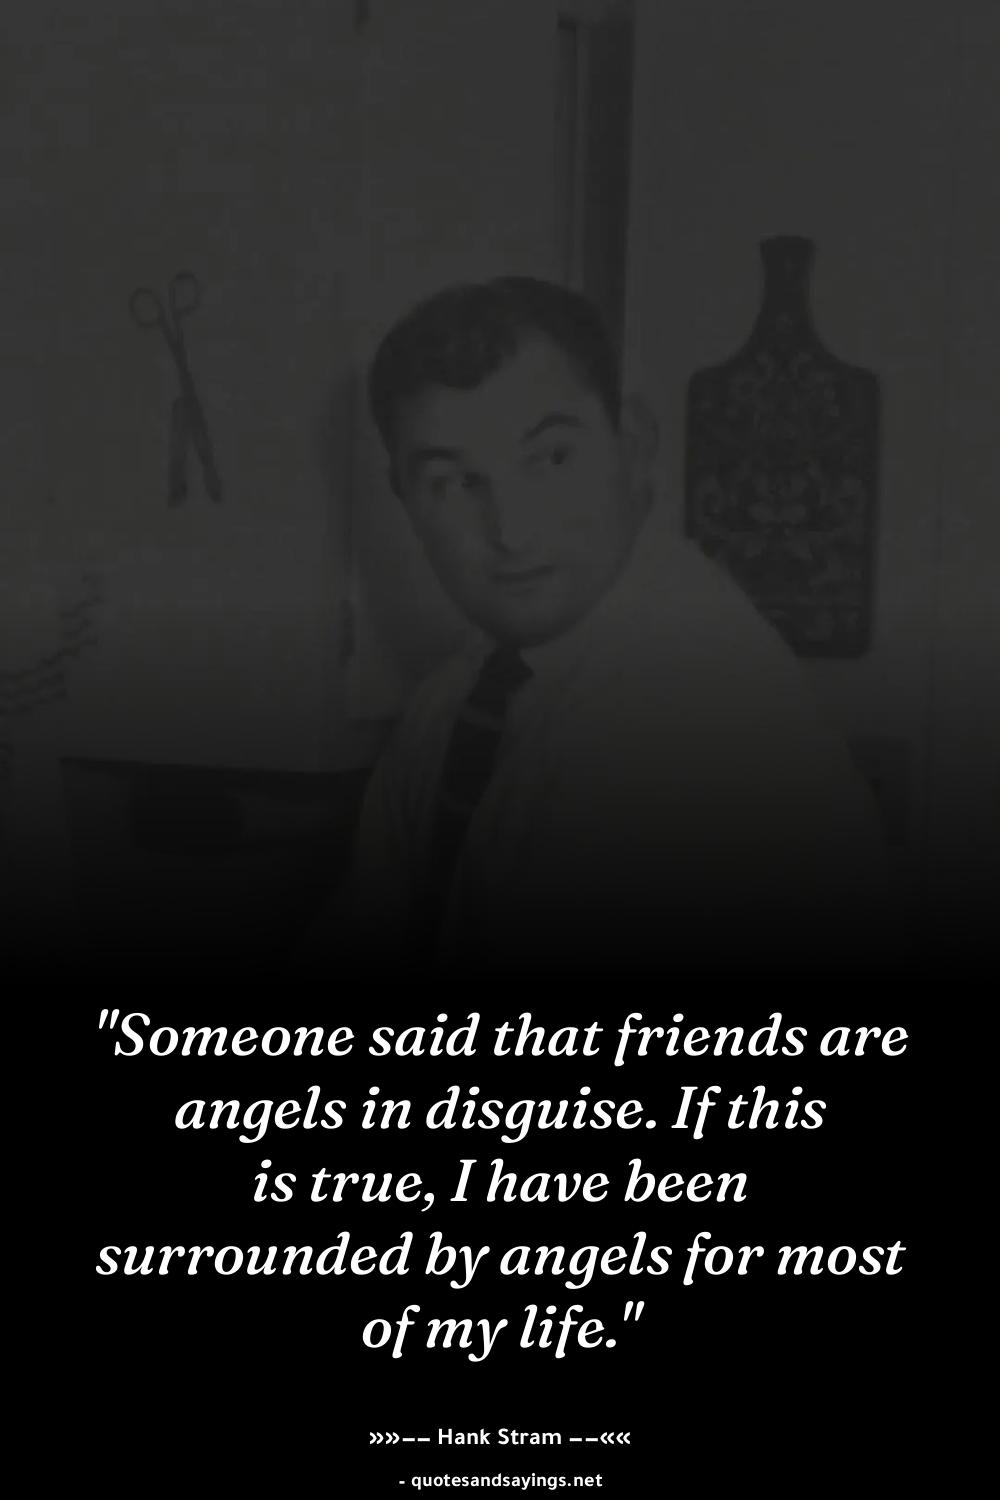 "Someone said that friends are
angels in disguise. If this
is true, I have been
surrounded by angels for most
of my life."
»»–– Hank Stram ––««
- quotesandsayings.net